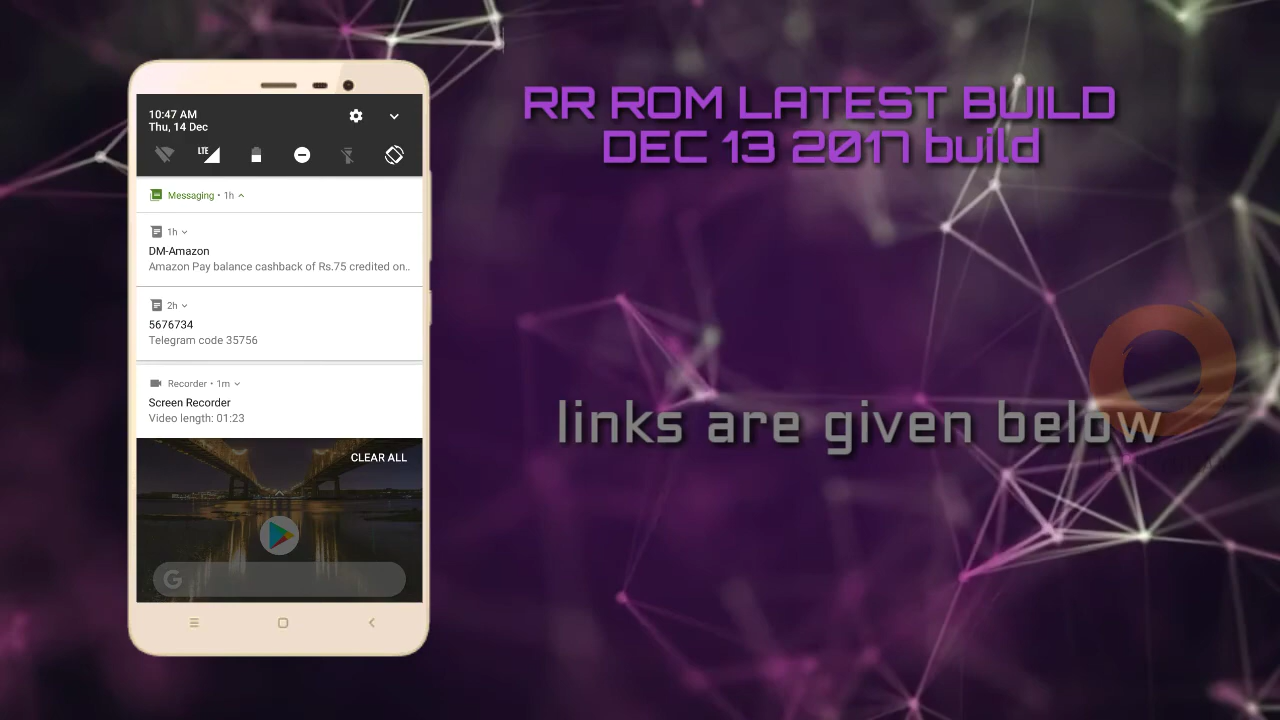 10:47 AM
Thu, 14 Dec
LTE
Messaging • 1h
1h
DM-Amazon
Amazon Pay balance cashback of Rs.75 credited on..
2h
5676734
Telegram code 35756
Recorder • 1m
Screen Recorder
Video length: 01:23
CLEAR ALL
G
RR ROM LATEST BUILD
DEC 13 2017 build
links are given below